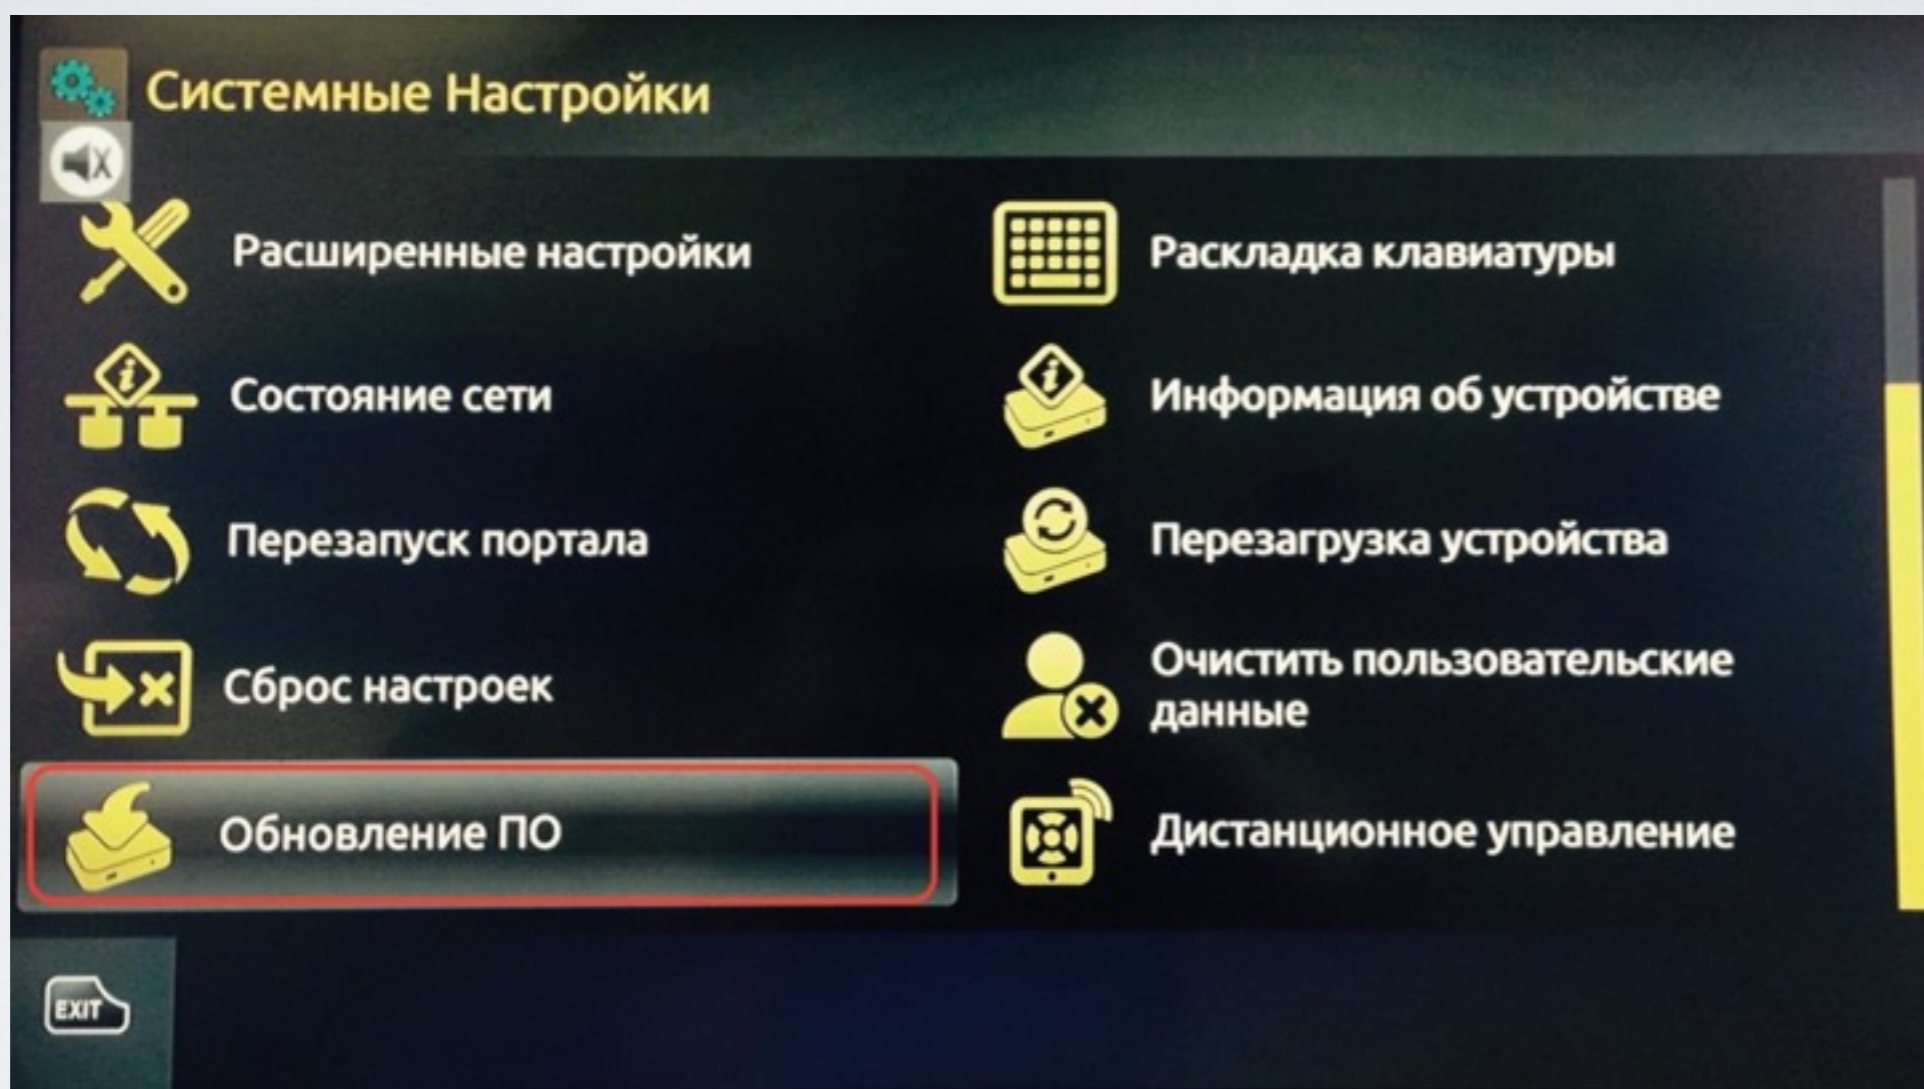 Системные Настройки
Расширенные настройки
Раскладка клавиатуры
Состояние сети
Информация об устройстве
Перезапуск портала
Перезагрузка устройства
Сброс настроек
Очистить пользовательские
данные
Обновление ПО
Дистанционное управление
EXIT